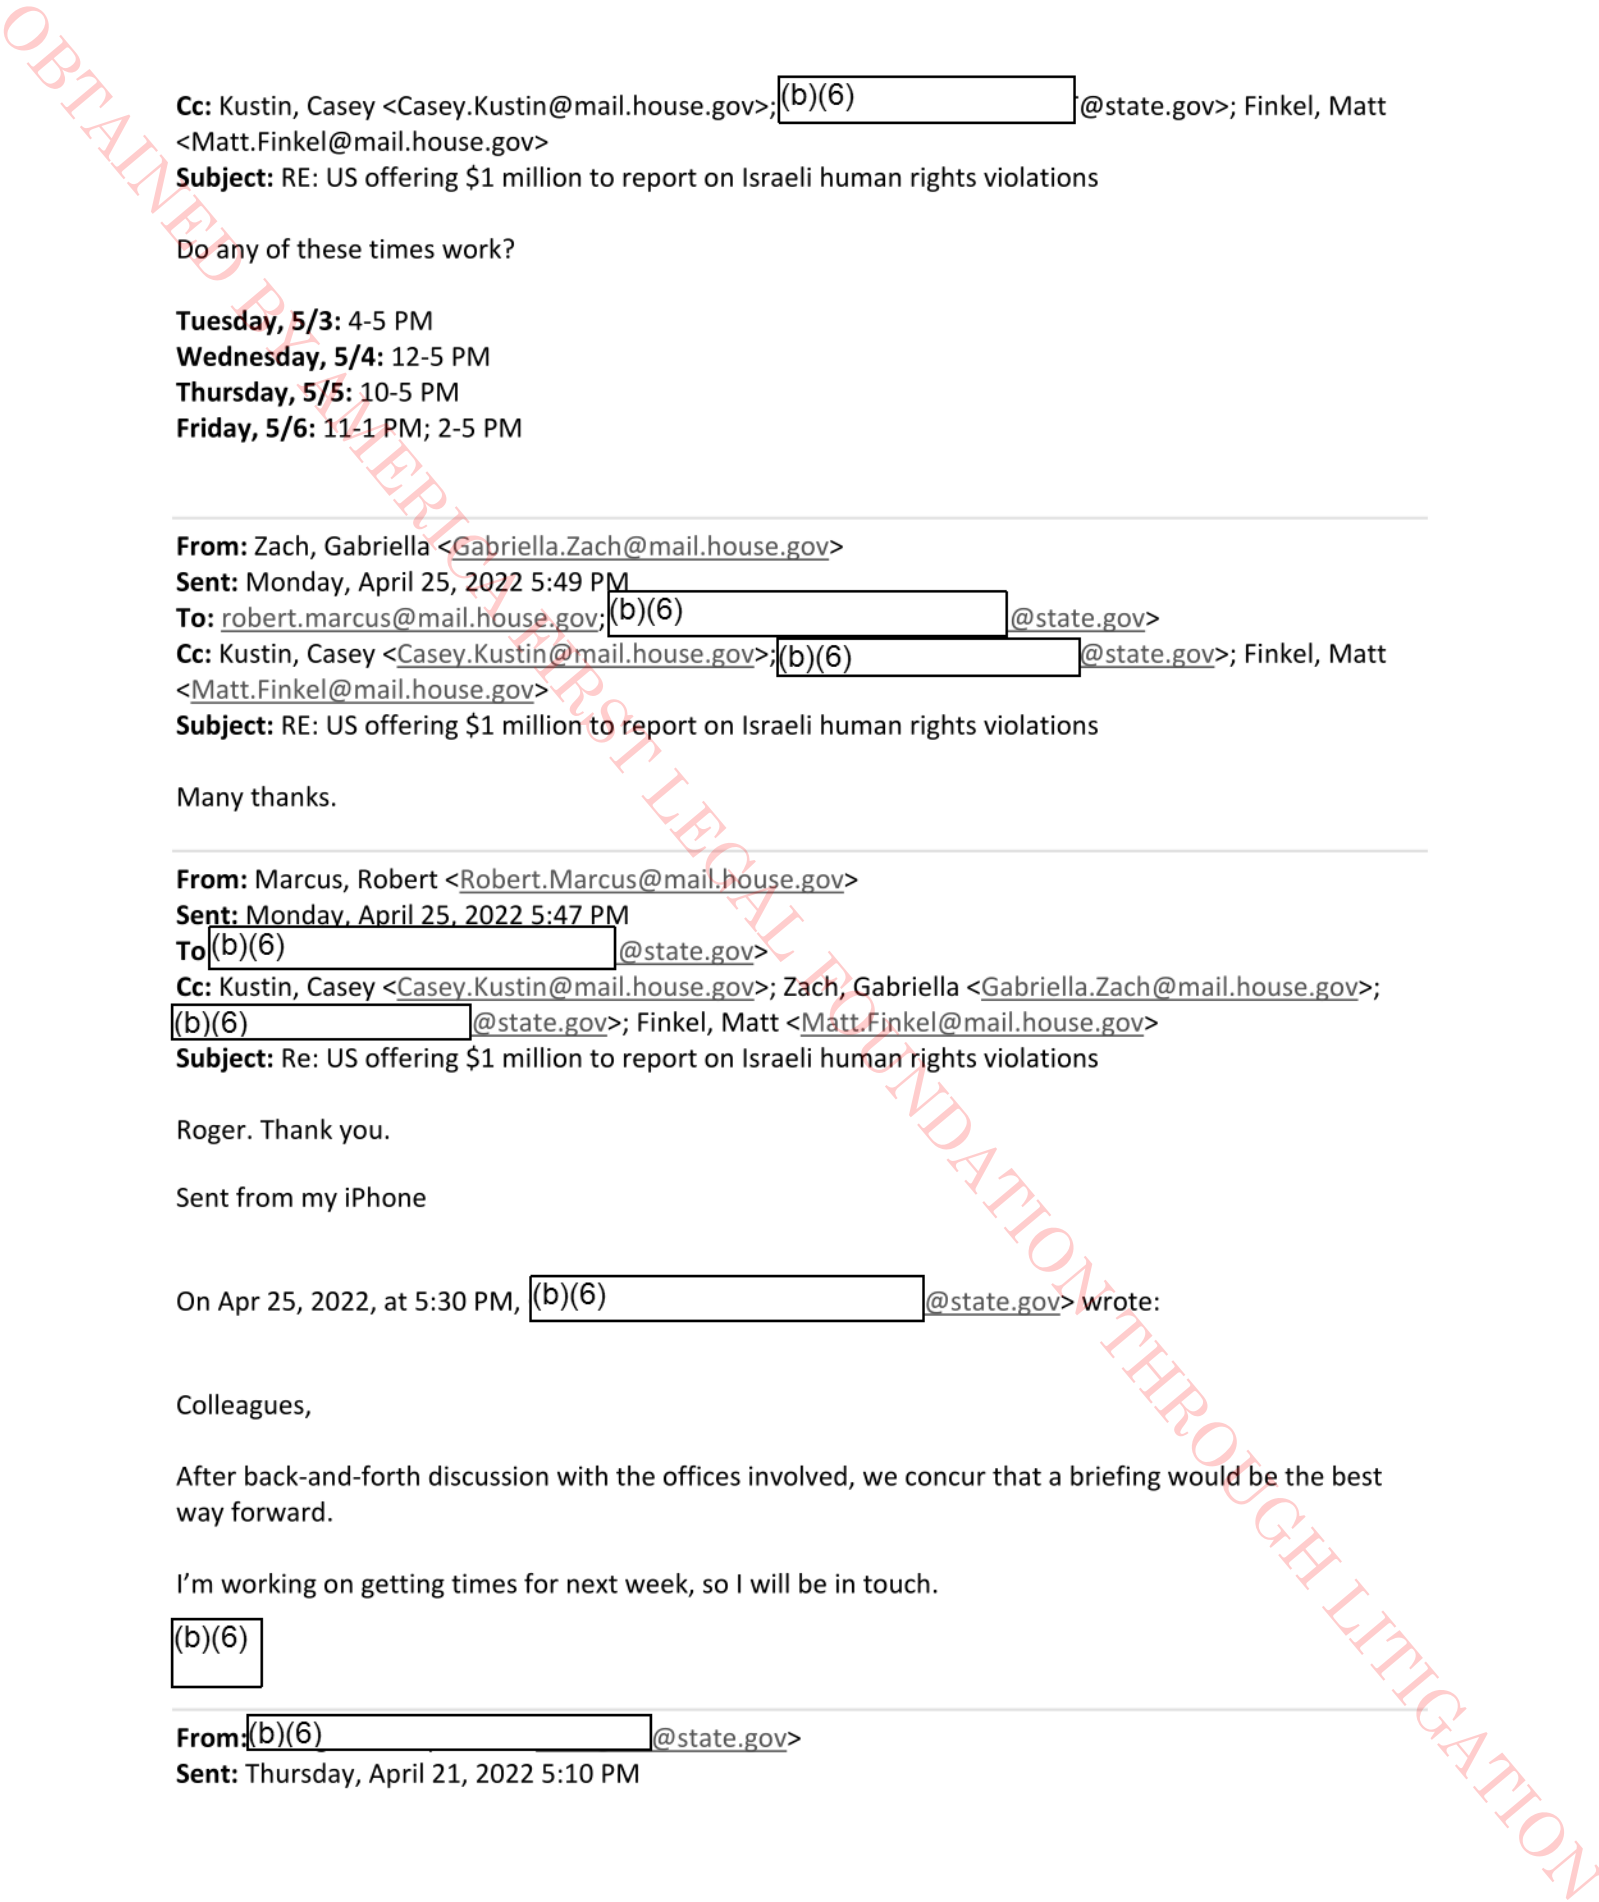 Cc: Kustin, Casey <Casey.Kustin@mail.house.gov>; (b)(6) @state.gov>; Finkel, Matt
<Matt.Finkel@mail.house.gov>
Subject: RE: US offering $1 million to report on Israeli human rights violations
Do any of these times work?
Tuesday, 5/3: 4-5 PM
Wednesday, 5/4: 12-5 PM
Thursday, 5/5: 10-5 PM
Friday, 5/6: 11-1 PM; 2-5 PM
From: Zach, Gabriella <Gabriella.Zach@mail.house.gov>
Sent: Monday, April 25, 2022 5:49 PM
To: robert.marcus@mail.house.gov; (b)(6) @state.gov>
Cc: Kustin, Casey <Casey.Kustin@mail.house.gov>; (b)(6) @state.gov>; Finkel, Matt
<Matt.Finkel@mail.house.gov>
Subject: RE: US offering $1 million to report on Israeli human rights violations
Many thanks.
From: Marcus, Robert <Robert.Marcus@mail.house.gov>
Sent: Monday, April 25, 2022 5:47 PM
To (b)(6) @state.gov>
Cc: Kustin, Casey <Casey.Kustin@mail.house.gov>; Zach, Gabriella <Gabriella.Zach@mail.house.gov>;
(b)(6) @state.gov>; Finkel, Matt <Matt.Finkel@mail.house.gov>
Subject: Re: US offering $1 million to report on Israeli human rights violations
Roger. Thank you.
Sent from my iPhone
On Apr 25, 2022, at 5:30 PM, (b)(6) @state.gov> wrote:
Colleagues,
After back-and-forth discussion with the offices involved, we concur that a briefing would be the best
way forward.
I'm working on getting times for next week, so I will be in touch.
(b)(6)
From: (b)(6) @state.gov>
Sent: Thursday, April 21, 2022 5:10 PM
OBTAINED BY AMERICA FIRST LEGAL FOUNDATION THROUGH LITIGATION